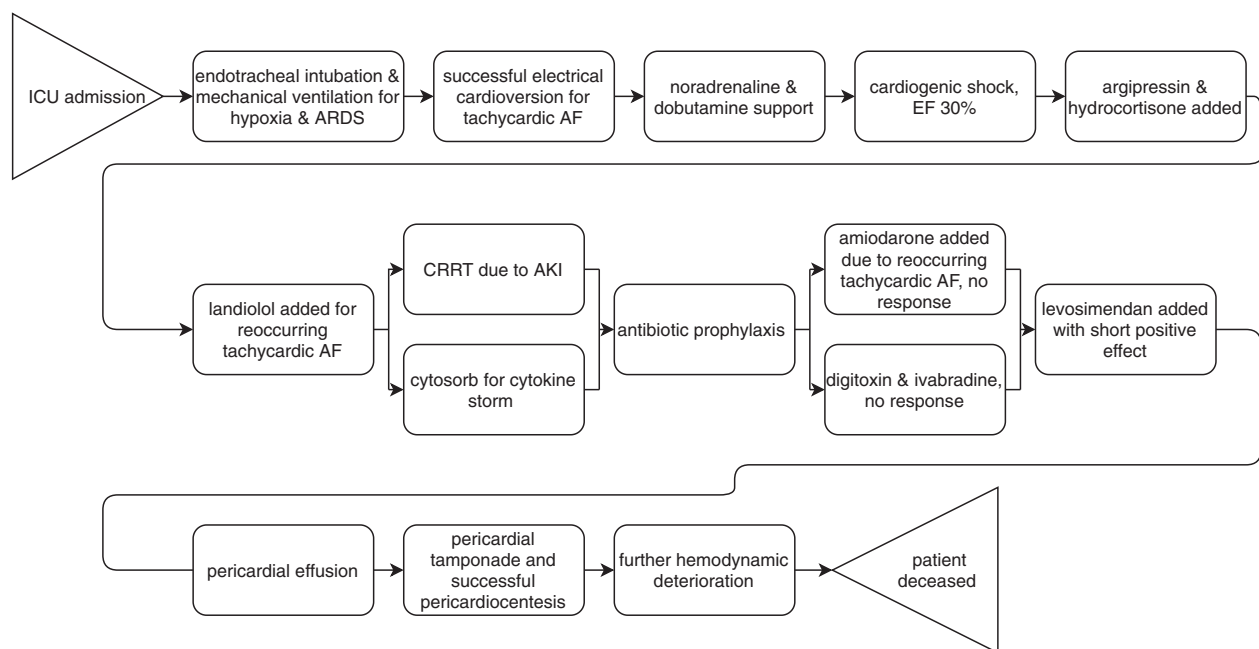 ICU admission
endotracheal intubation &
mechanical ventilation for
hypoxia & ARDS
successful electrical
cardioversion for
tachycardic AF
noradrenaline &
dobutamine support
cardiogenic shock,
EF 30%
argipressin &
hydrocortisone added
landiolol added for
reoccurring
tachycardic AF
CRRT due to AKI
cytosorb for cytokine
storm
antibiotic prophylaxis
amiodarone added
due to reoccurring
tachycardic AF, no
response
digitoxin & ivabradine,
no response
levosimendan added
with short positive
effect
pericardial effusion
pericardial
tamponade and
successful
pericardiocentesis
further hemodynamic
deterioration
patient
deceased